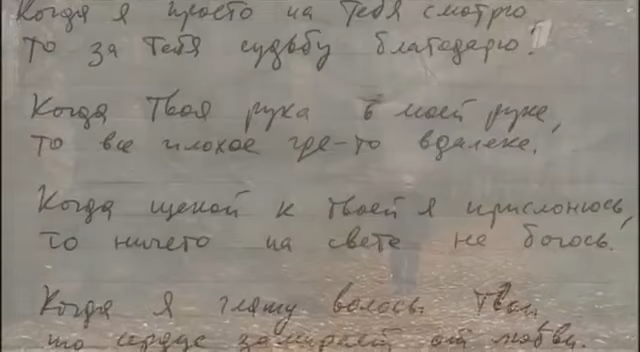 Когда я просто на тебя смотрю
То за тебя судьбу благодарю.
Когда твоя рука в моей руке,
то все плохое где-то вдалеке.
Когда щекой к твоей я прислонюсь,
то ничего на свете не боюсь.
Когда я глажу волосы твои
то сердце замирает от любви.